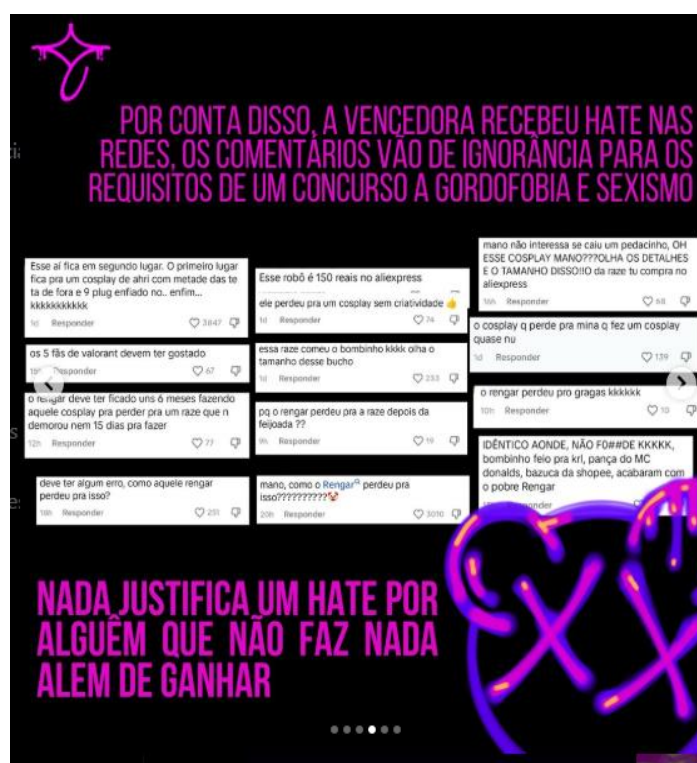 POR CONTA DISSO, A VENCEDORA RECEBEU HATE NAS
REDES, OS COMENTÁRIOS VÃO DE IGNORÂNCIA PARA OS
REQUISITOS DE UM CONCURSO A GORDOFOBIA E SEXISMO
Esse aí fica em segundo lugar. O primeiro lugar
fica pra um cosplay de ahri com metade das te
ta de fora e 9 plug enfiado no.. enfim...
kkkkkkkkkkk
1d Responder 3847
os 5 fãs de valorant devem ter gostado
Responder 67
o rengar deve ter ficado uns 6 meses fazendo
aquele cosplay pra perder pra um raze que n
demorou nem 15 dias pra fazer
12h Responder 77
deve ter algum erro, como aquele rengar
perdeu pra isso?
18h Responder 251
Esse robô é 150 reais no aliexpress
ele perdeu pra um cosplay sem criatividade 👍
1d Responder 74
essa raze comeu o bombinho kkkk olha o
tamanho desse bucho
1d Responder 233
pq o rengar perdeu pra a raze depois da
feijoada ??
9h Responder 19
mano, como o Rengar perdeu pra
isso??????????🤡
20h Responder 3010
mano não interessa se caiu um pedacinho, OH
ESSE COSPLAY MANO???OLHA OS DETALHES
E O TAMANHO DISSO!!O da raze tu compra no
aliexpress
16h Responder 68
o cosplay q perde pra mina q fez um cosplay
quase nu
1d Responder 139
o rengar perdeu pro gragas kkkkkk
10h Responder 10
IDÊNTICO AONDE, NÃO F0##DE KKKKK,
bombinho feio pra krl, pança do MC
donalds, bazuca da shopee, acabaram com
o pobre Rengar
Responder
NADA JUSTIFICA UM HATE POR
ALGUÊM QUE NÃO FAZ NADA
ALEM DE GANHAR